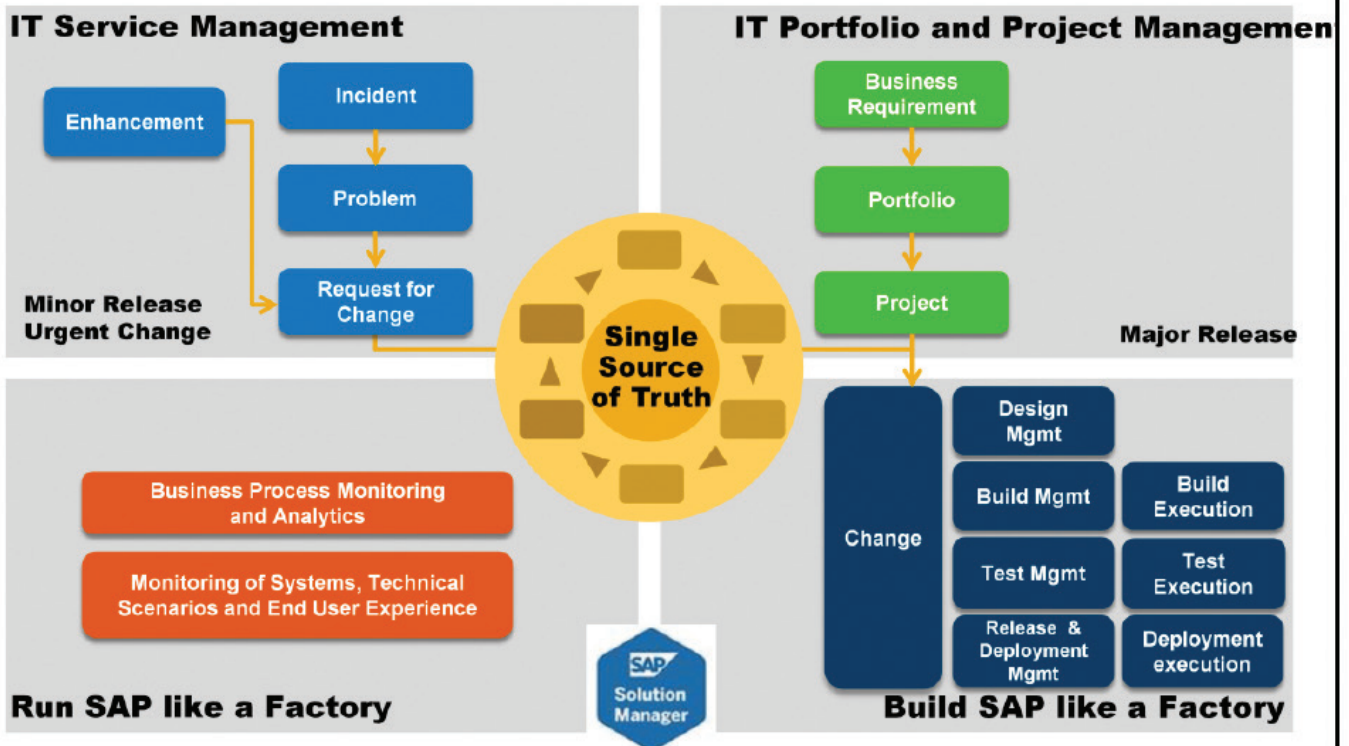 IT Service Management
Enhancement
Incident
Problem
Request for
Change
Minor Release
Urgent Change
IT Portfolio and Project Managemen
Business
Requirement
Portfolio
Project
Major Release
Single
Source
of Truth
Business Process Monitoring
and Analytics
Monitoring of Systems, Technical
Scenarios and End User Experience
Run SAP like a Factory
SAP
Solution
Manager
Change
Design
Mgmt
Build Mgmt
Build
Execution
Test Mgmt
Test
Execution
Release &
Deployment
Mgmt
Deployment
execution
Build SAP like a Factory